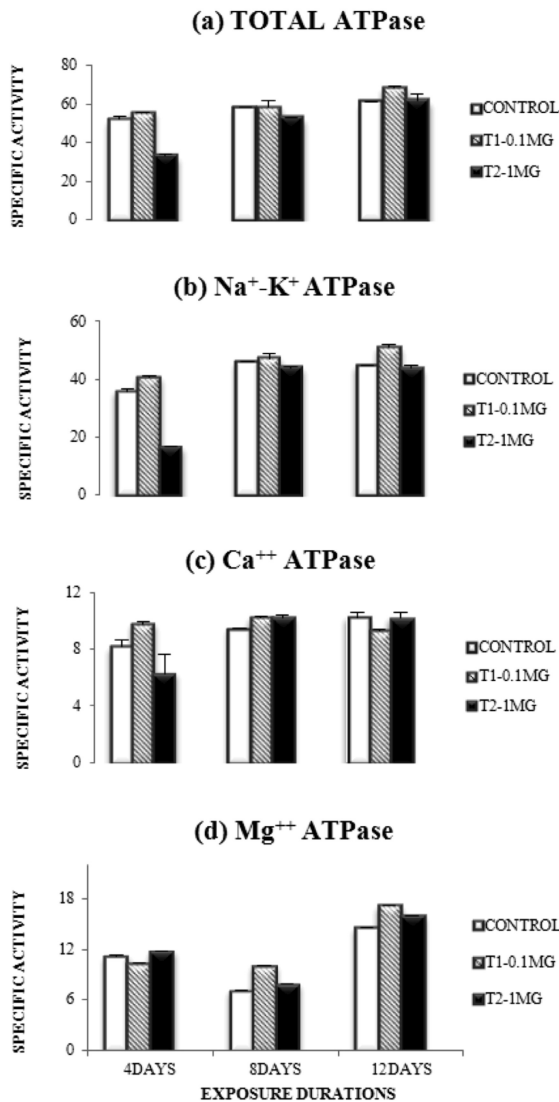 (a) TOTAL ATPase
SPECIFIC ACTIVITY
80
60
40
20
0
CONTROL
T1-0.1MG
T2-1MG
(b) Na⁺-K⁺ ATPase
SPECIFIC ACTIVITY
60
40
20
0
CONTROL
T1-0.1MG
T2-1MG
(c) Ca⁺⁺ ATPase
SPECIFIC ACTIVITY
12
8
4
0
CONTROL
T1-0.1MG
T2-1MG
(d) Mg⁺⁺ ATPase
SPECIFIC ACTIVITY
18
12
6
0
CONTROL
T1-0.1MG
T2-1MG
4DAYS 8DAYS 12DAYS
EXPOSURE DURATIONS